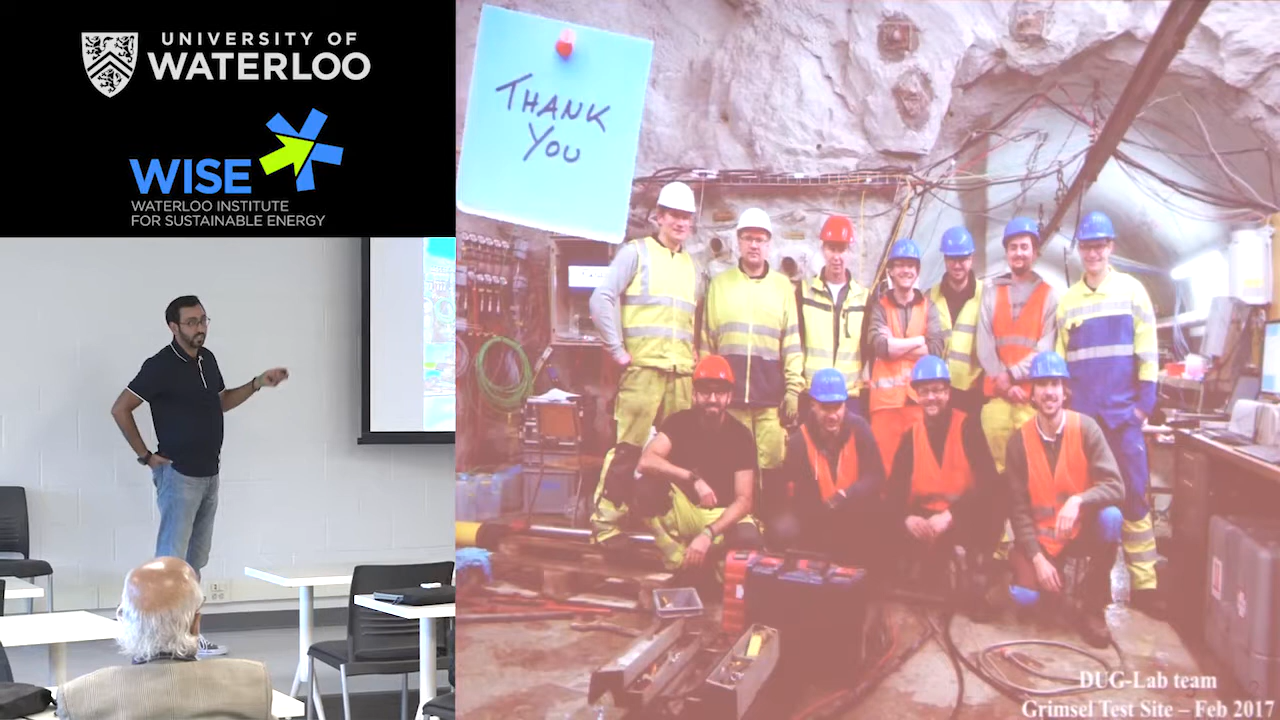 UNIVERSITY OF
WATERLOO
WISE
WATERLOO INSTITUTE
FOR SUSTAINABLE ENERGY
THANK
YOU
DUG-Lab team
Grimsel Test Site – Feb 2017